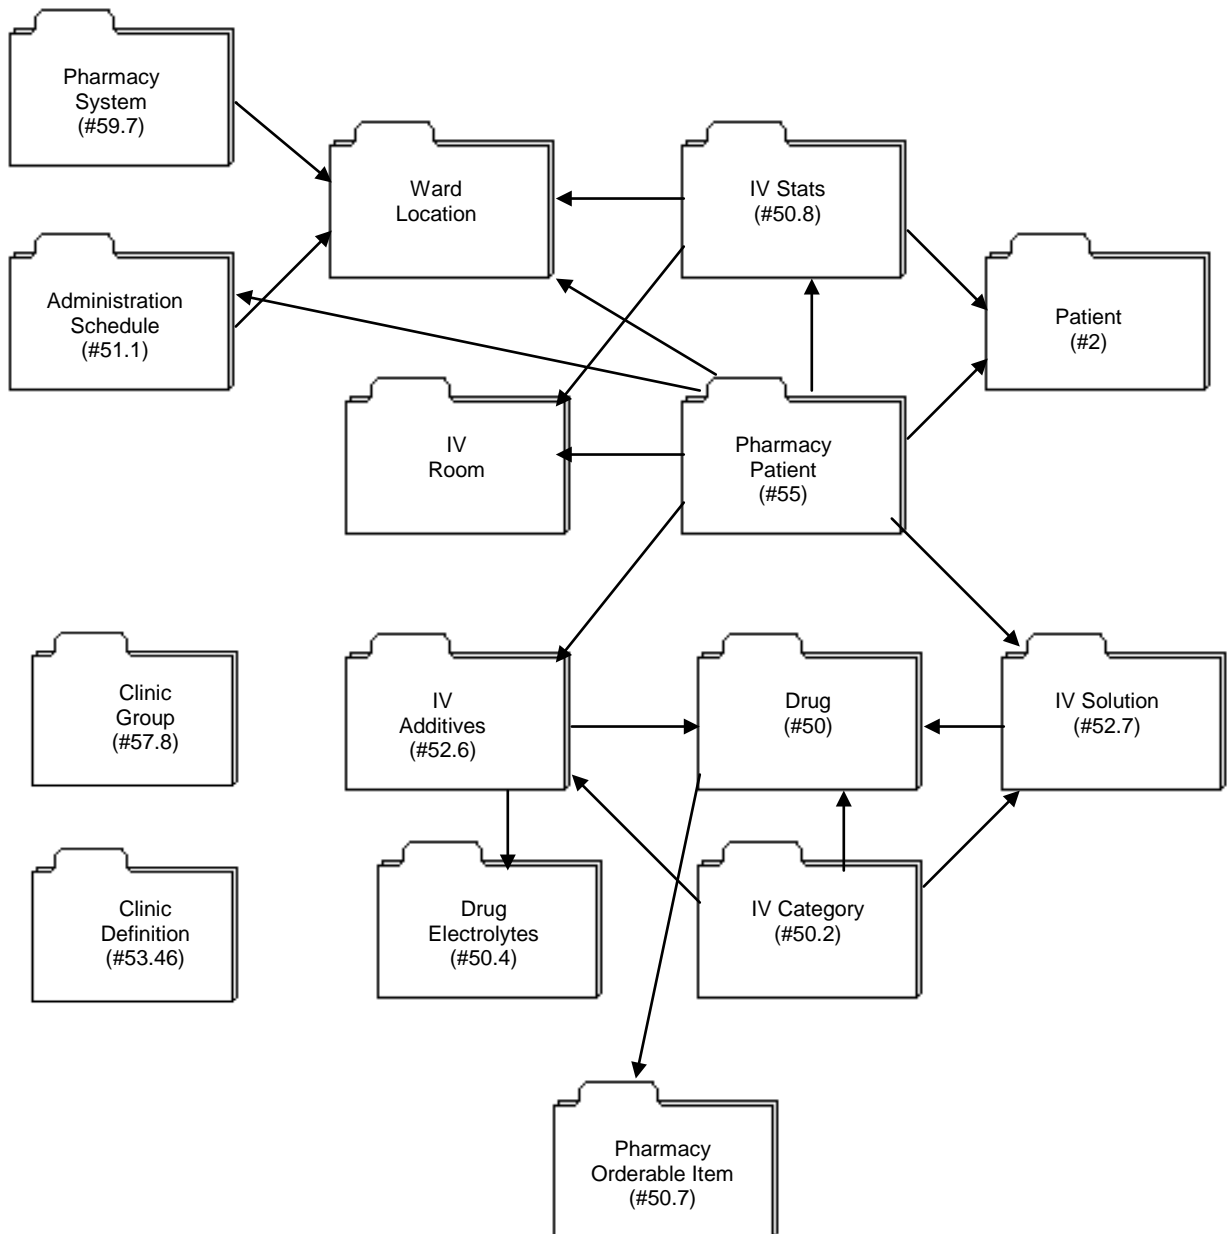 Pharmacy
System
(#59.7)
Ward
Location
IV Stats
(#50.8)
Administration
Schedule
(#51.1)
Patient
(#2)
IV
Room
Pharmacy
Patient
(#55)
Clinic
Group
(#57.8)
IV
Additives
(#52.6)
Drug
(#50)
IV Solution
(#52.7)
Clinic
Definition
(#53.46)
Drug
Electrolytes
(#50.4)
IV Category
(#50.2)
Pharmacy
Orderable Item
(#50.7)